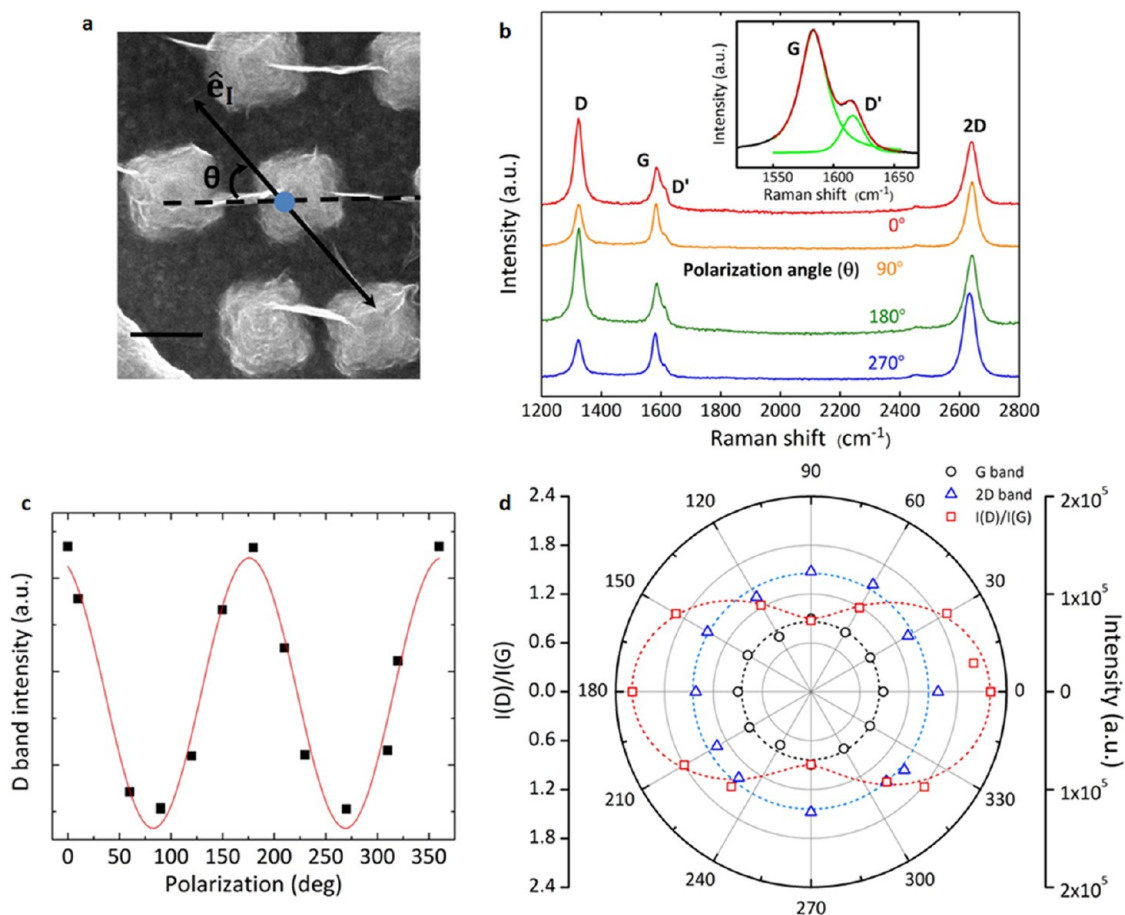 a
ê_I
θ
b
Intensity (a.u.)
D
G
D'
2D
0°
90°
180°
270°
Polarization angle (θ)
1200 1400 1600 1800 2000 2200 2400 2600 2800
Raman shift (cm⁻¹)
Intensity (a.u.)
G
D'
1550 1600 1650
Raman shift (cm⁻¹)
c
D band intensity (a.u.)
0 50 100 150 200 250 300 350
Polarization (deg)
d
G band
2D band
I(D)/I(G)
2.4
1.8
1.2
0.6
0.0
0.6
1.2
1.8
2.4
I(D)/I(G)
90
60
30
0
330
300
270
240
210
180
150
120
2x10⁵
1x10⁵
0
1x10⁵
2x10⁵
Intensity (a.u.)